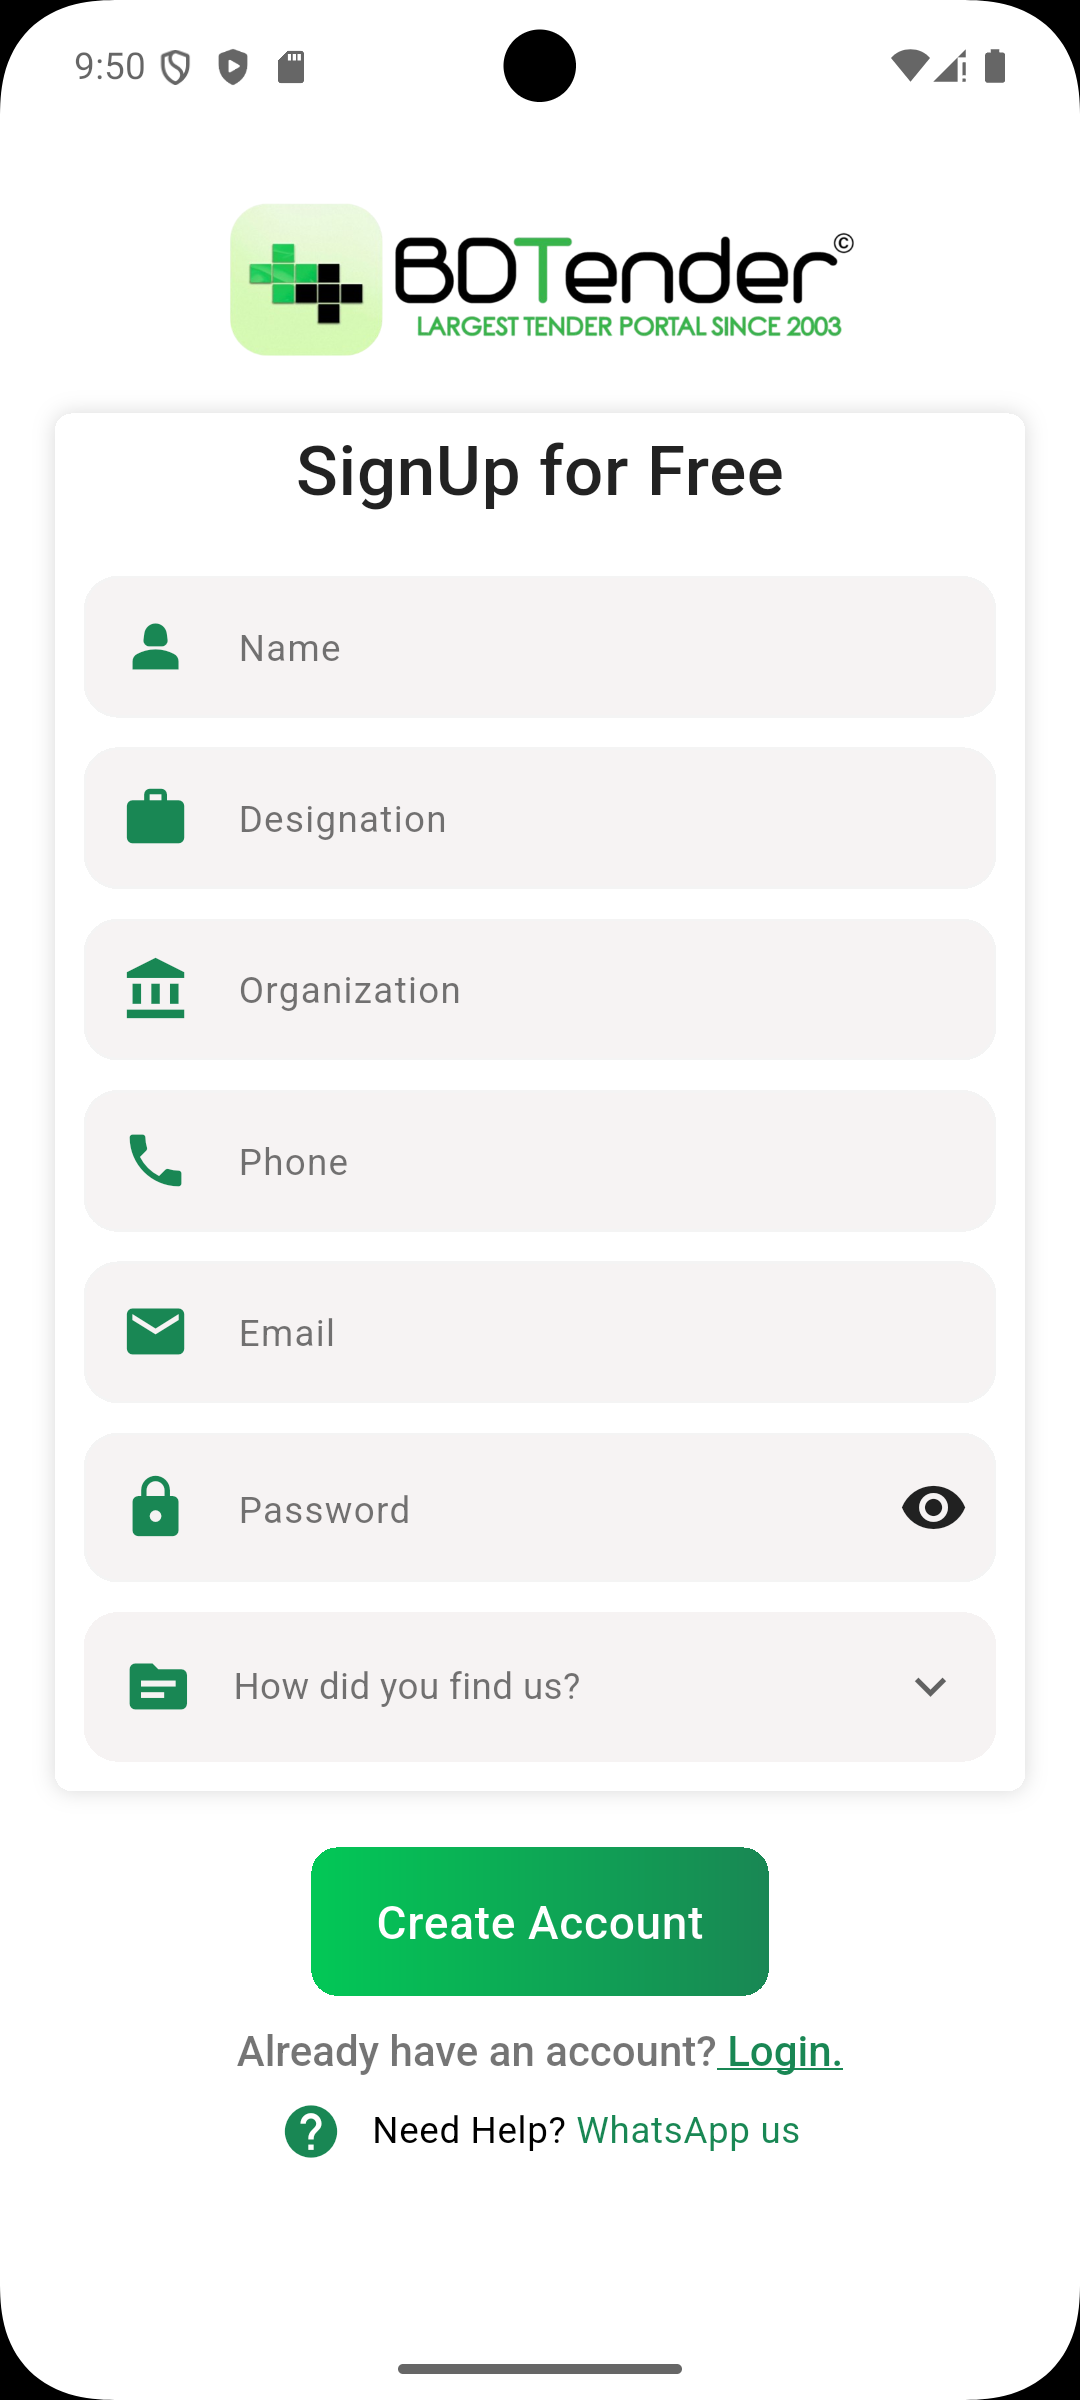 9:50
BDTender©
LARGEST TENDER PORTAL SINCE 2003
SignUp for Free
Name
Designation
Organization
Phone
Email
Password
How did you find us?
Create Account
Already have an account? Login.
Need Help? WhatsApp us